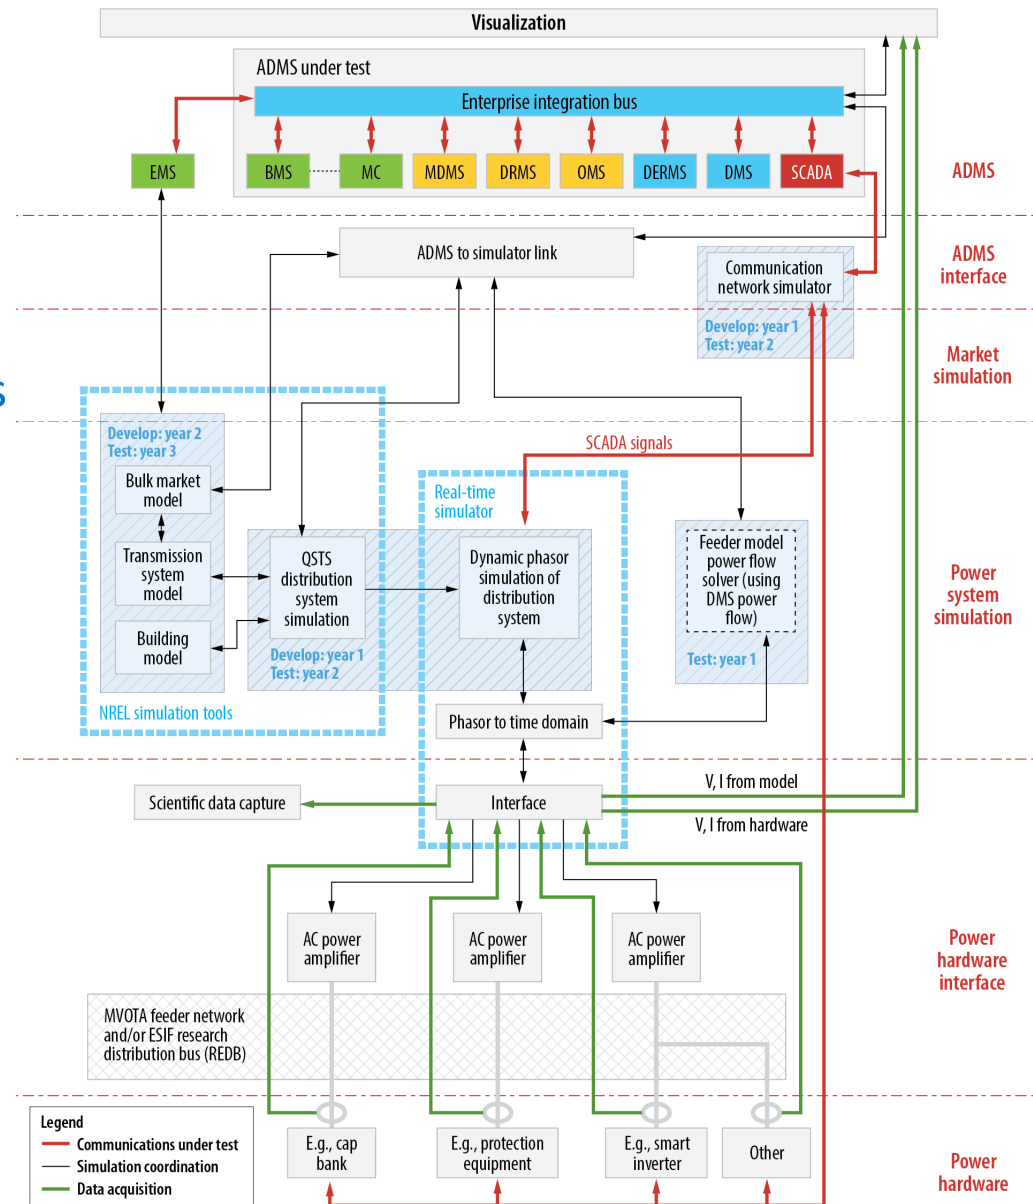 Visualization
ADMS under test
Enterprise integration bus
EMS
BMS
MC
MDMS
DRMS
OMS
DERMS
DMS
SCADA
ADMS
ADMS to simulator link
Communication
network simulator
Develop: year 1
Test: year 2
ADMS
interface
Market
simulation
S
Develop: year 2
Test: year 3
Bulk market
model
Transmission
system
model
Building
model
NREL simulation tools
QSTS
distribution
system
simulation
Develop: year 1
Test: year 2
SCADA signals
Real-time
simulator
Dynamic phasor
simulation of
distribution
system
Feeder model
power flow
solver (using
DMS power
flow)
Test: year 1
Power
system
simulation
Phasor to time domain
Scientific data capture
Interface
V, I from model
V, I from hardware
AC power
amplifier
AC power
amplifier
AC power
amplifier
Power
hardware
interface
MVOTA feeder network
and/or ESIF research
distribution bus (REDB)
E.g., cap
bank
E.g., protection
equipment
E.g., smart
inverter
Other
Power
hardware
Legend
Communications under test
Simulation coordination
Data acquisition